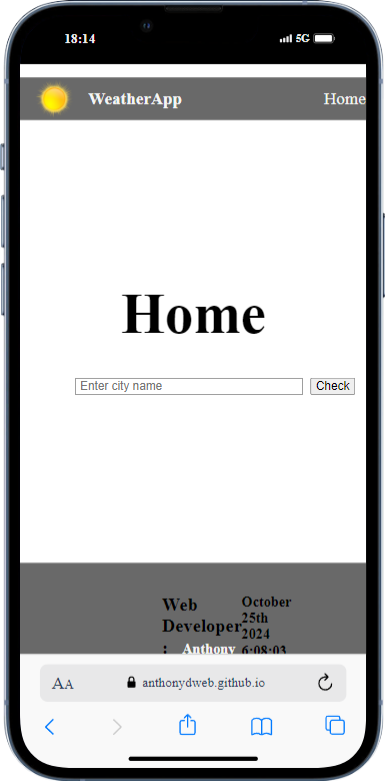 18:14 5G
WeatherApp Home
Home
Enter city name Check
Web October
Developer 25th
: Anthony 2024
6:08:03
AA anthonydweb.github.io